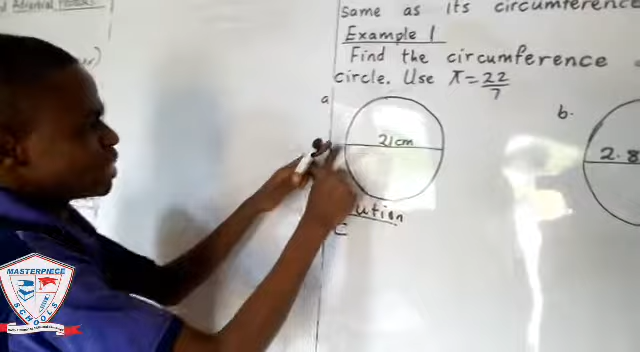 Same as its circumference
Example 1
Find the circumference
circle. Use π = 22/7
a
21cm
b.
2.8
ution
C
MASTERPIECE
SCHOOLS